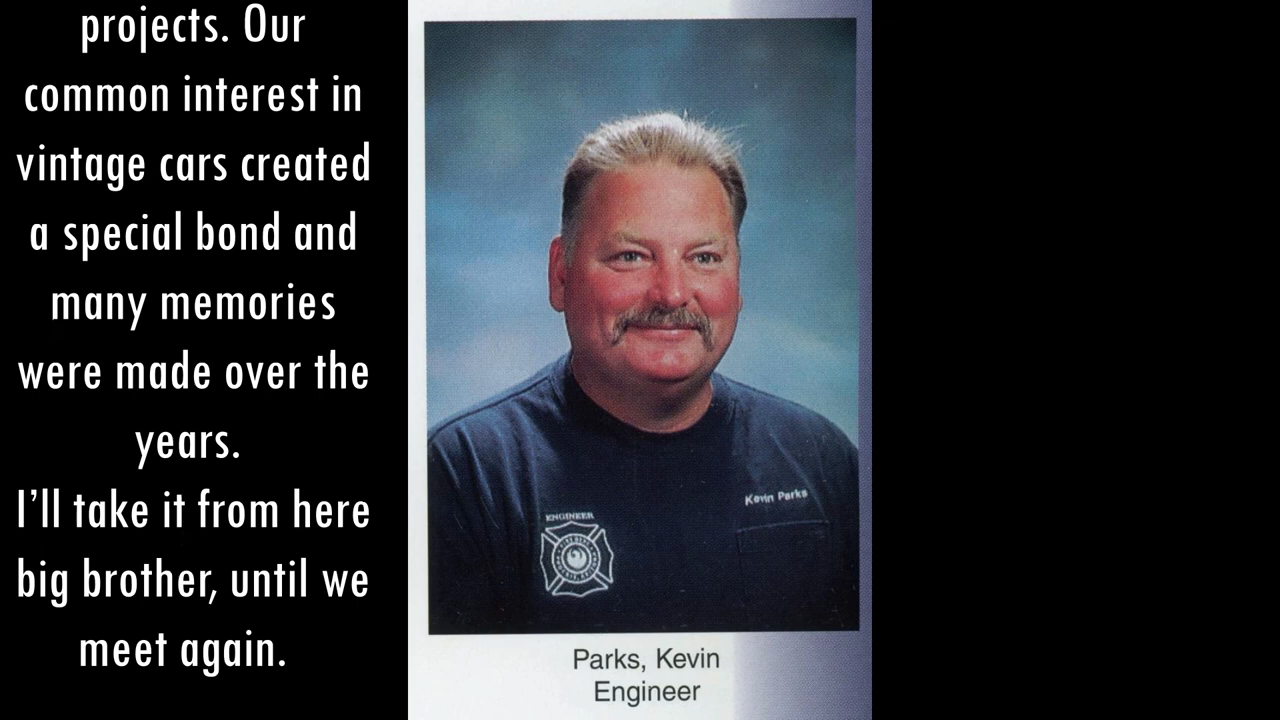 projects. Our
common interest in
vintage cars created
a special bond and
many memories
were made over the
years.
I’ll take it from here
big brother, until we
meet again.
Kevin Parks
ENGINEER
Parks, Kevin
Engineer